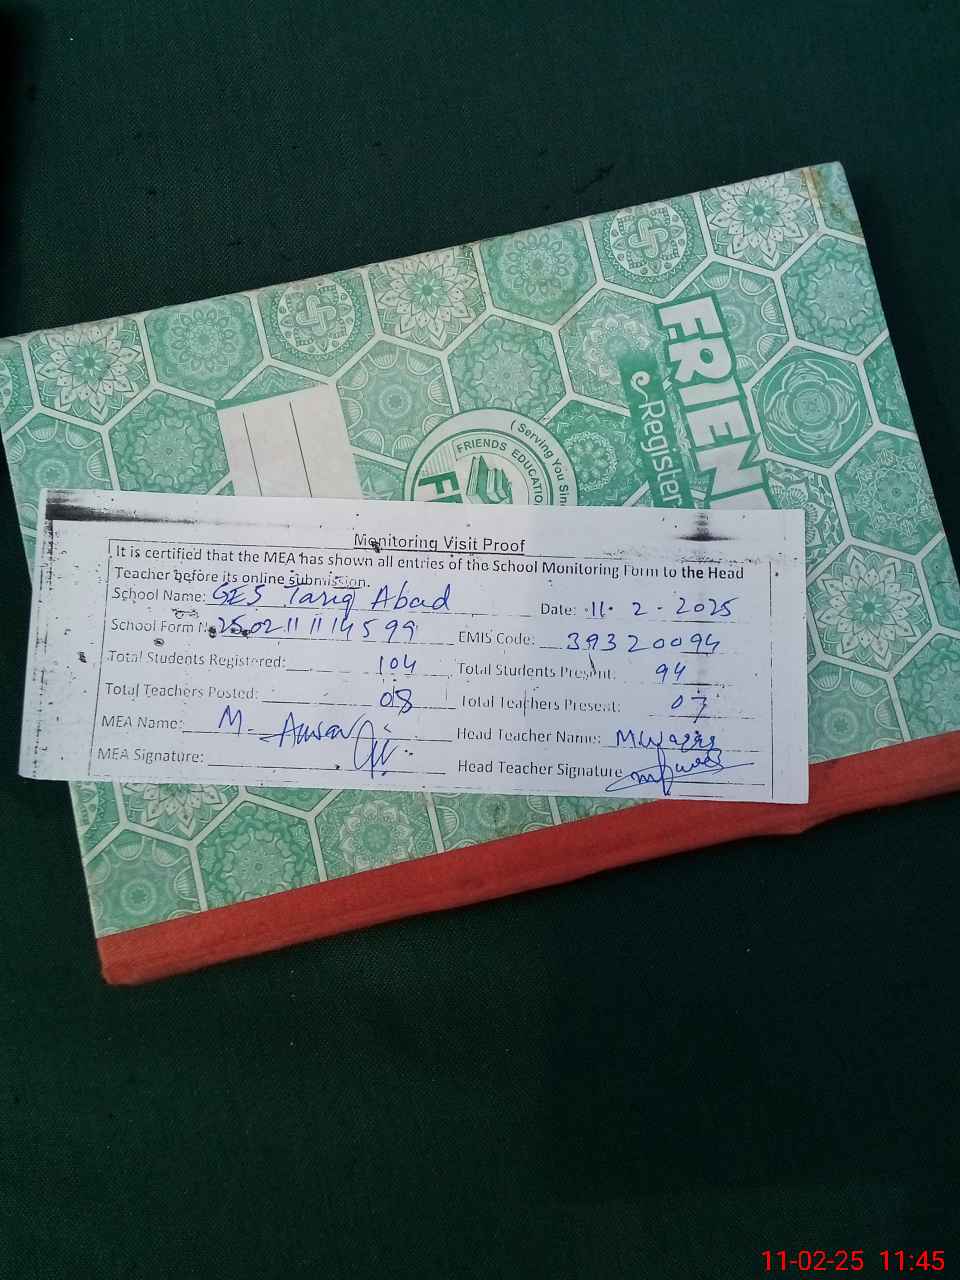 FRIEN
e-Register
( Serving You Sin
FRIENDS EDUCATIO
Monitoring Visit Proof
It is certified that the MEA has shown all entries of the School Monitoring Form to the Head
Teacher before its online submission.
School Name: GES Tariq Abad Date: 11. 2. 2025
School Form N 2502111114599 EMIS Code: 39320094
Total Students Registered: 104 Total Students Present: 94
Total Teachers Posted: 08 Total Teachers Present: 07
MEA Name: M. Head Teacher Name: M Waqas
MEA Signature: Head Teacher Signature
11-02-25 11:45